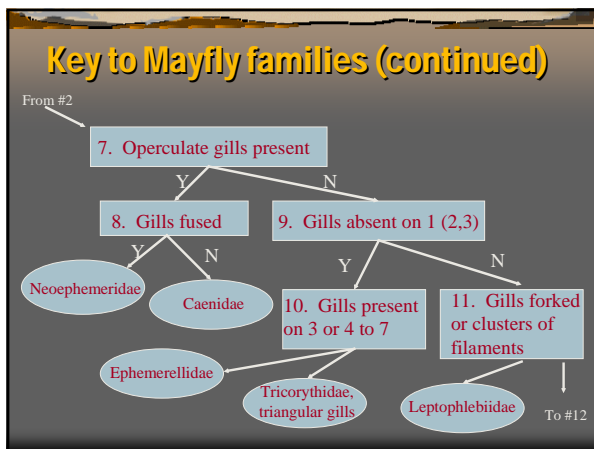 Key to Mayfly families (continued)
From #2
7. Operculate gills present
Y
N
8. Gills fused
9. Gills absent on 1 (2,3)
Y
N
Y
N
Neoephemeridae
Caenidae
10. Gills present
on 3 or 4 to 7
11. Gills forked
or clusters of
filaments
Ephemerellidae
Tricorythidae,
triangular gills
Leptophlebiidae
To #12